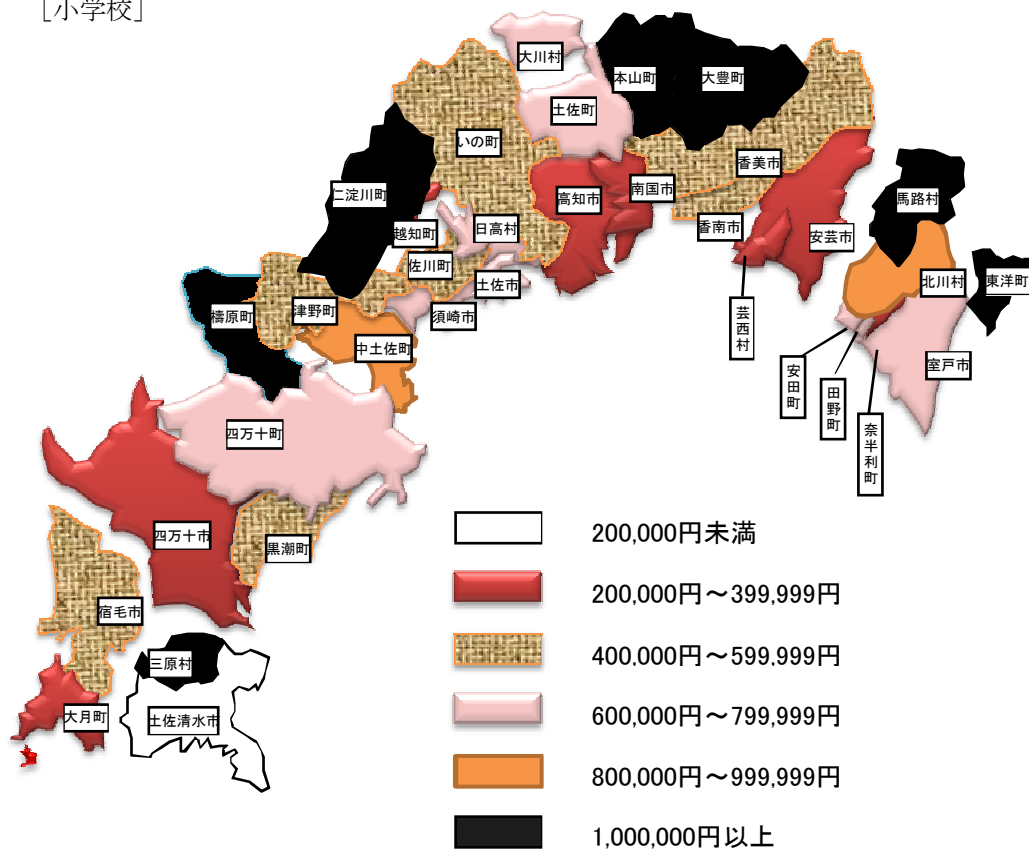 ［小学校］
大川村
本山町
大豊町
土佐町
いの町
香美市
仁淀川町
高知市
南国市
馬路村
越知町
日高村
香南市
安芸市
佐川町
土佐市
北川村
東洋町
檮原町
津野町
須崎市
芸西村
中土佐町
安田町
田野町
奈半利町
室戸市
四万十町
四万十市
黒潮町
宿毛市
三原村
大月町
土佐清水市
200,000円未満
200,000円～399,999円
400,000円～599,999円
600,000円～799,999円
800,000円～999,999円
1,000,000円以上